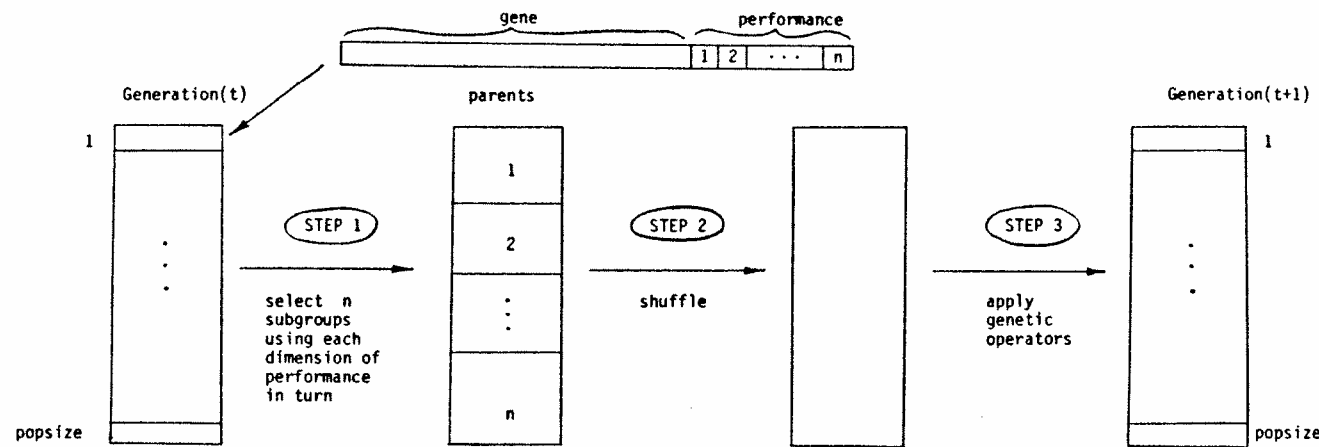 gene performance
1 2 ... n
Generation(t) parents Generation(t+1)
1 1 1
STEP 1 STEP 2 STEP 3
2
select n
subgroups
using each
dimension of
performance
in turn
shuffle
apply
genetic
operators
n
popsize popsize